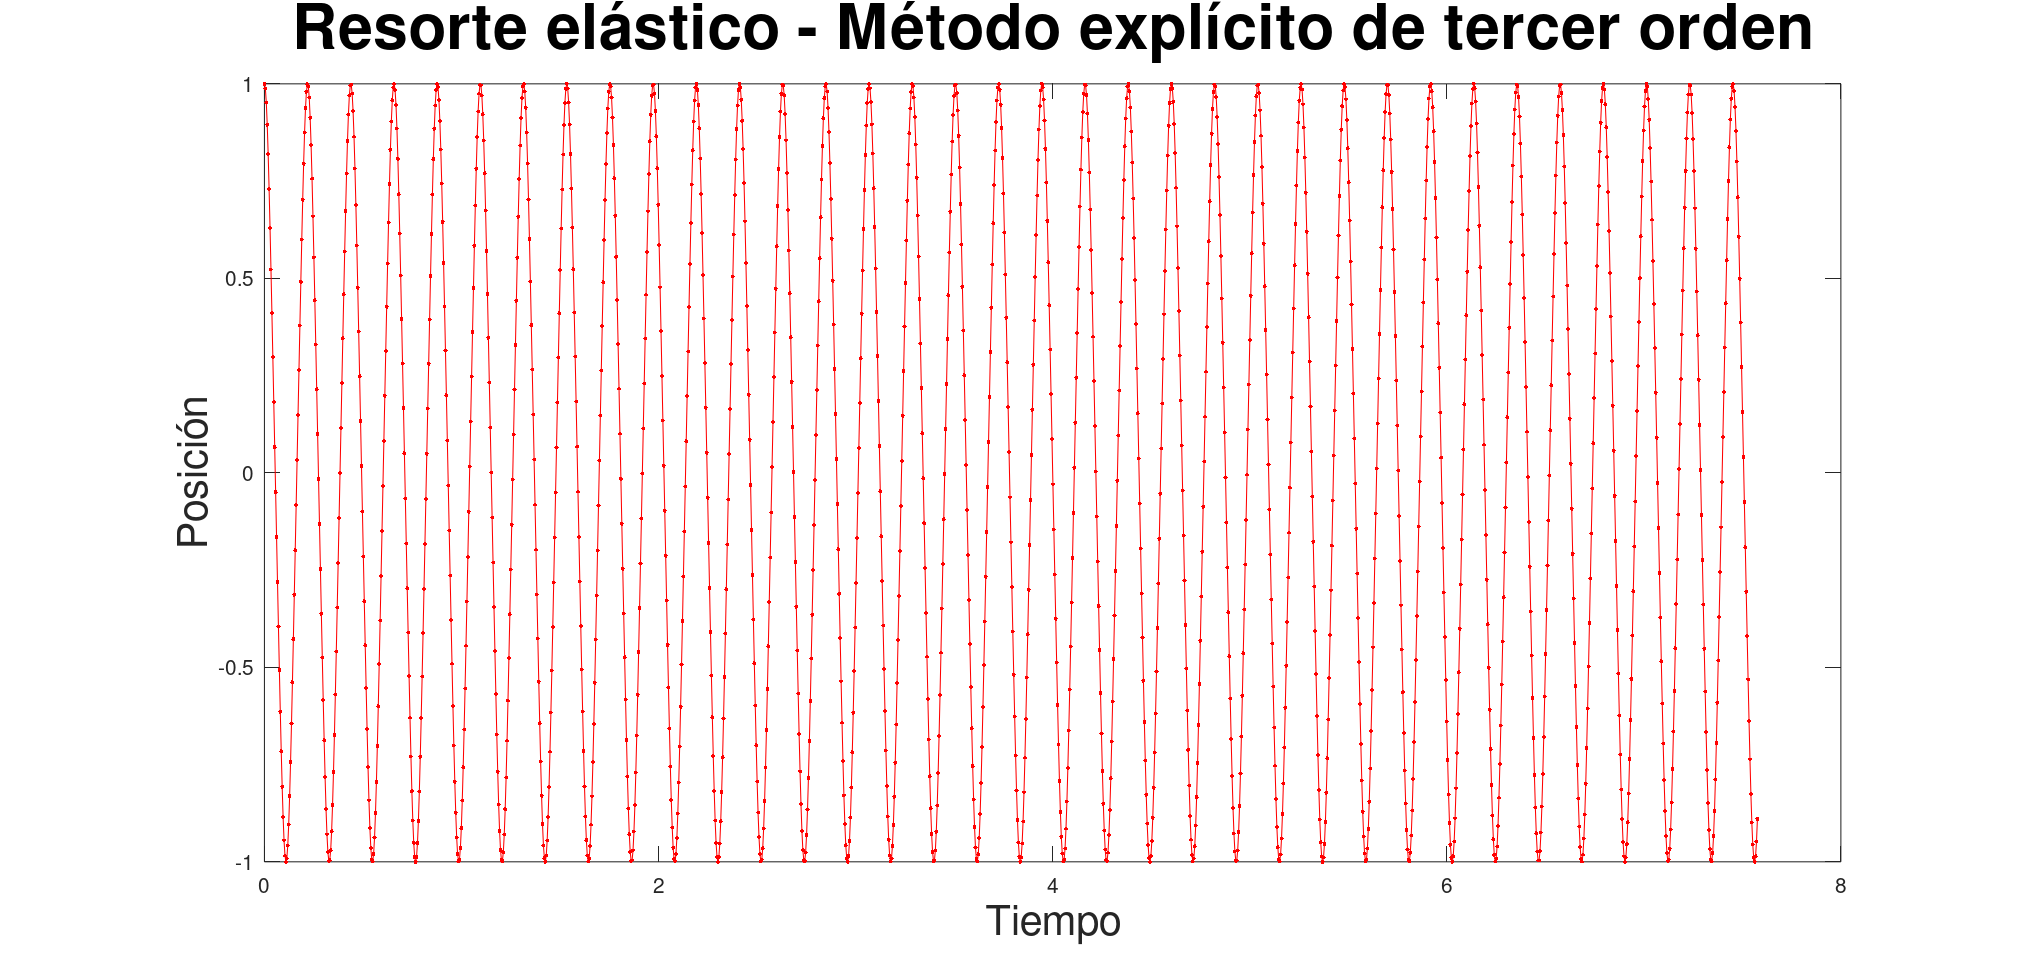 Resorte elástico - Método explícito de tercer orden
1
0.5
0
-0.5
-1
Posición
0 2 4 6 8
Tiempo